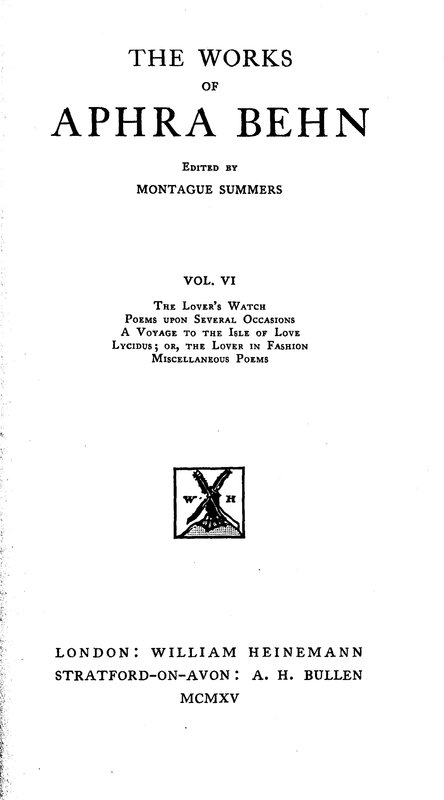 THE WORKS
OF
APHRA BEHN
EDITED BY
MONTAGUE SUMMERS
VOL. VI
THE LOVER'S WATCH
POEMS UPON SEVERAL OCCASIONS
A VOYAGE TO THE ISLE OF LOVE
LYCIDUS; OR, THE LOVER IN FASHION
MISCELLANEOUS POEMS
W H
LONDON: WILLIAM HEINEMANN
STRATFORD-ON-AVON: A. H. BULLEN
MCMXV